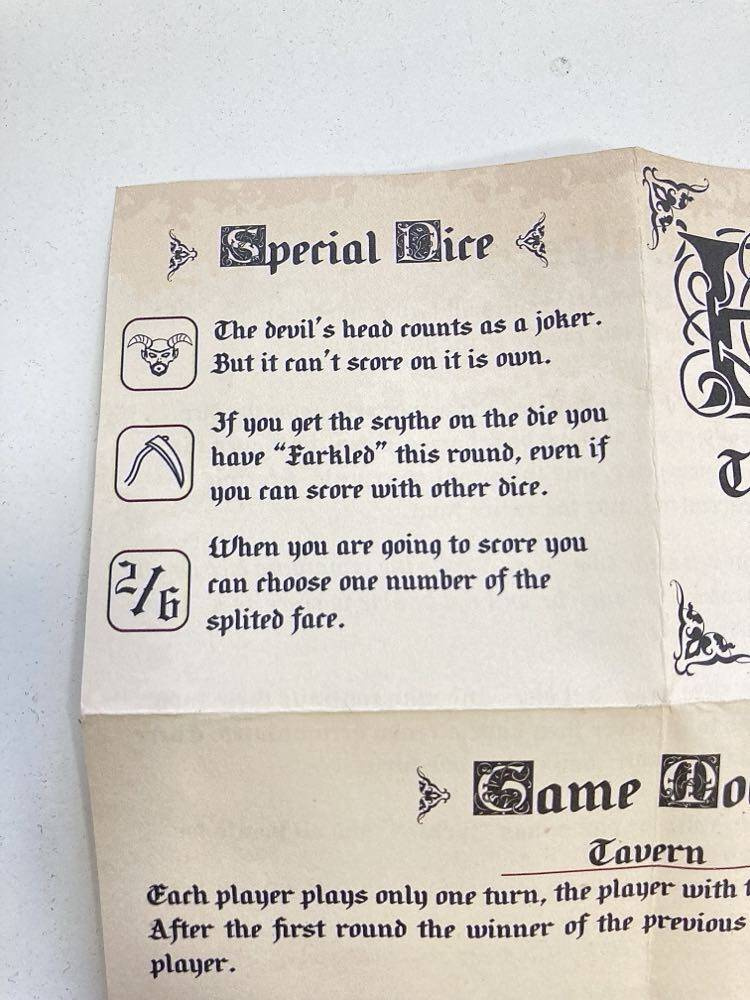 Special Dice
The devil's head counts as a joker.
But it can't score on it is own.
If you get the scythe on the die you
have “Farkled” this round, even if
you can score with other dice.
2/6
When you are going to score you
can choose one number of the
splited face.
Game
Tavern
Each player plays only one turn, the player with
After the first round the winner of the previous
player.